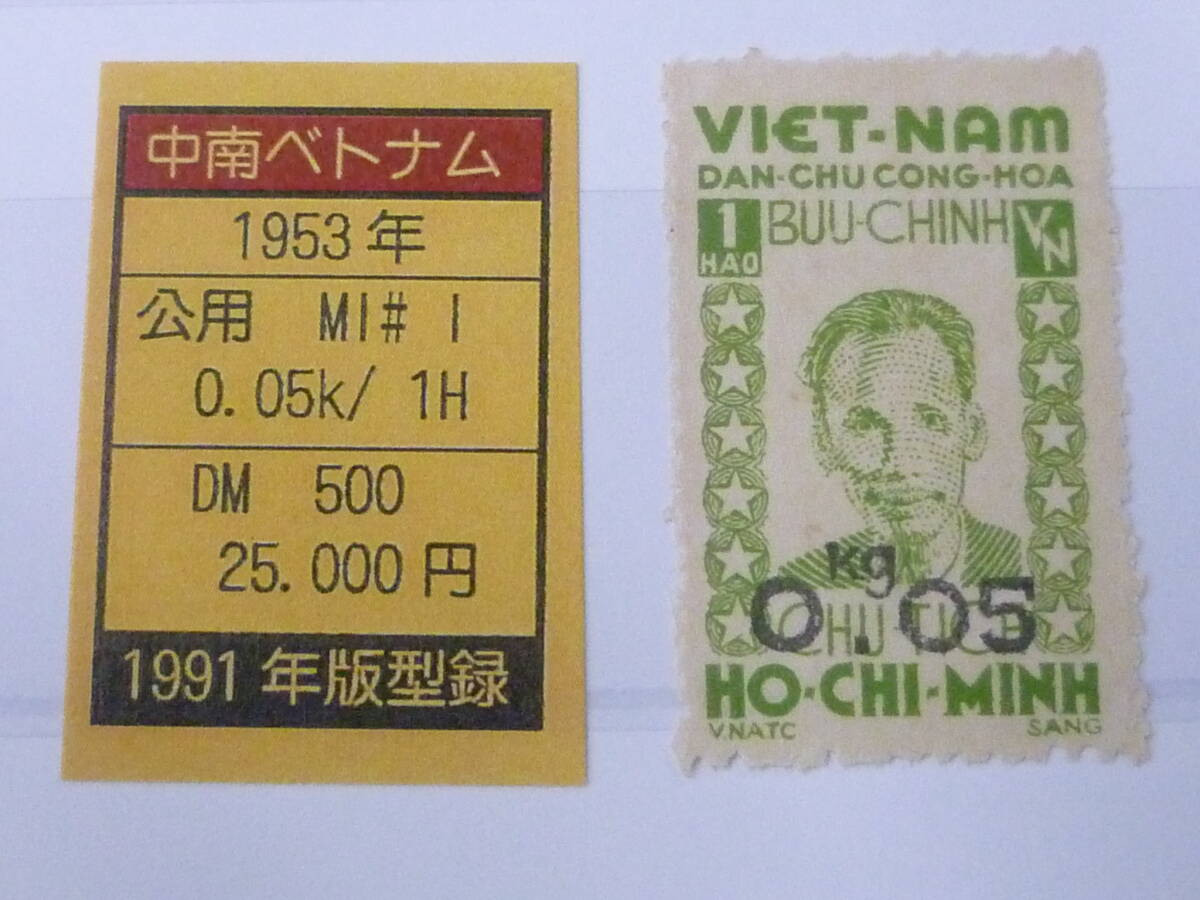 中南ベトナム
1953年
公用 MI# 1
0.05k/ 1H
DM 500
25.000円
1991年版型録
VIET-NAM
DAN-CHU CONG-HOA
1 HAO
BUU-CHINH
VN
kg
0.05
CHU-TICH
HO-CHI-MINH
V.NATC
SANG